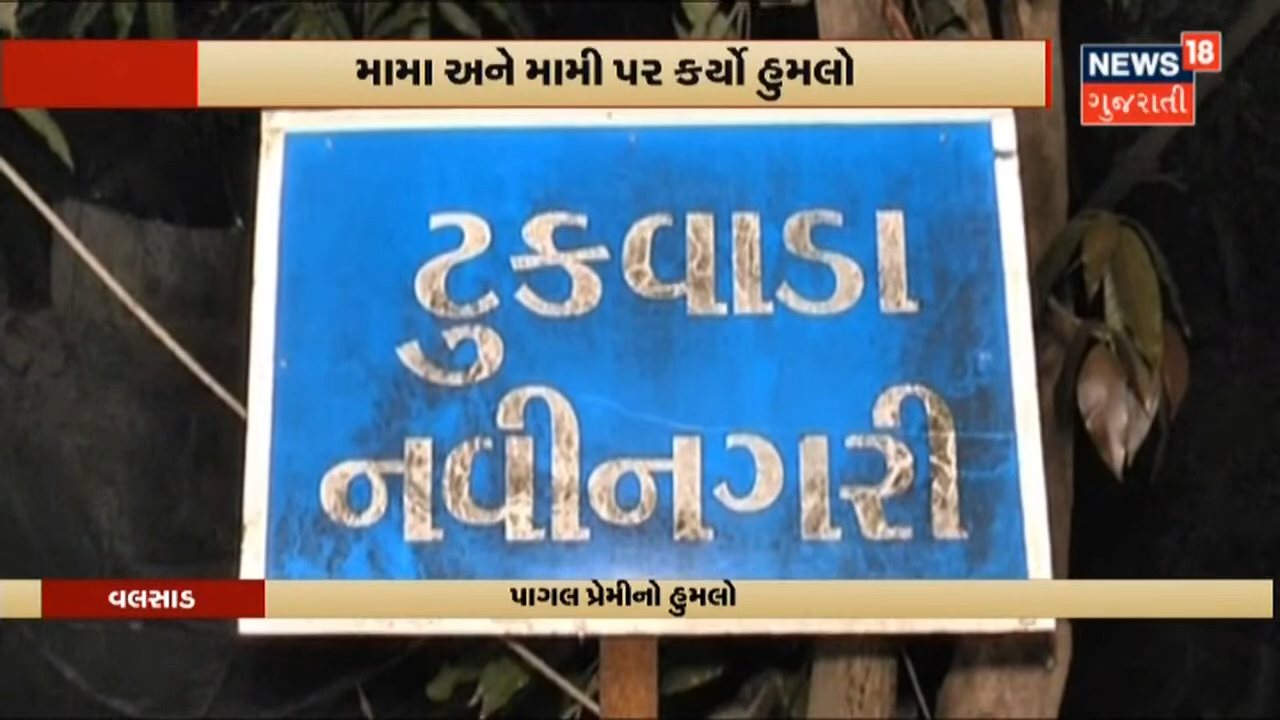 મામા અને મામી પર કર્યો હુમલો
NEWS 18
ગુજરાતી
ટુકવાડા
નવીનગરી
વલસાડ
પાગલ પ્રેમીનો હુમલો